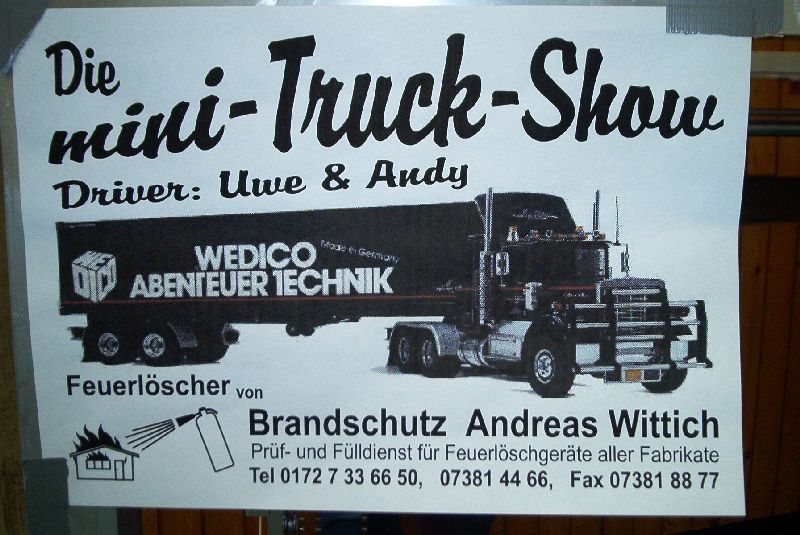 Die
mini-Truck-Show
Driver: Uwe & Andy
WEDICO Made in Germany
ABENTEUER TECHNIK
Feuerlöscher von
Brandschutz Andreas Wittich
Prüf- und Fülldienst für Feuerlöschgeräte aller Fabrikate
Tel 0172 7 33 66 50, 07381 44 66, Fax 07381 88 77